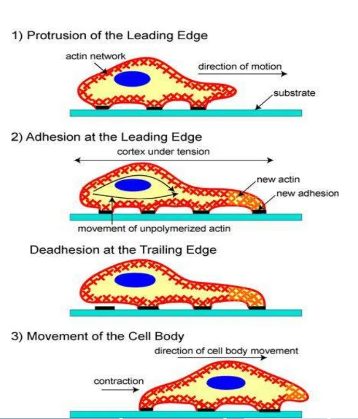 1) Protrusion of the Leading Edge
actin network
direction of motion
substrate
2) Adhesion at the Leading Edge
cortex under tension
new actin
new adhesion
movement of unpolymerized actin
Deadhesion at the Trailing Edge
3) Movement of the Cell Body
direction of cell body movement
contraction